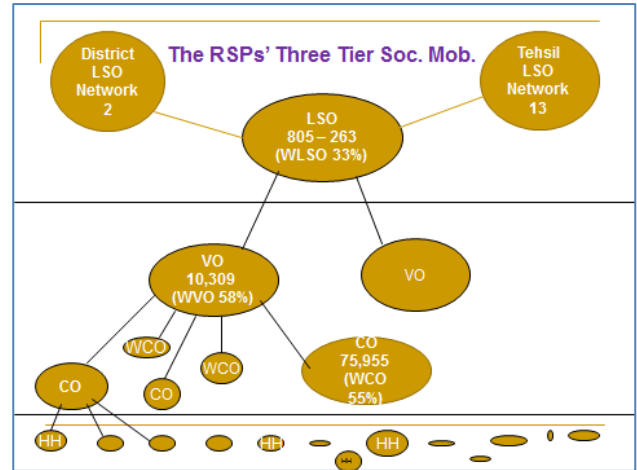 The RSPs' Three Tier Soc. Mob.
District
LSO
Network
2
Tehsil
LSO
Network
13
LSO
805 – 263
(WLSO 33%)
VO
10,309
(WVO 58%)
VO
WCO
WCO
CO
75,955
(WCO
55%)
CO
CO
HH
HH
HH
HH